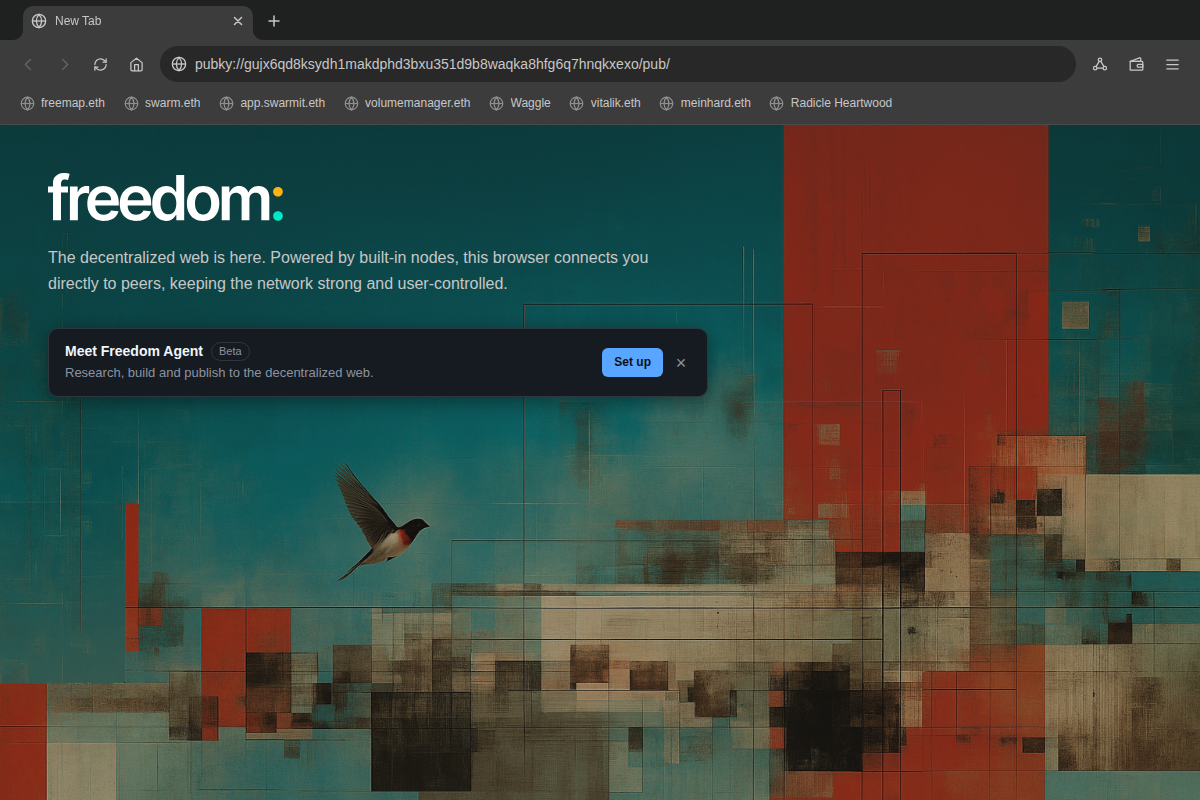 New Tab
pubky://gujx6qd8ksydh1makdphd3bxu351d9b8waqka8hfg6q7hnqkxexo/pub/
freemap.eth
swarm.eth
app.swarmit.eth
volumemanager.eth
Waggle
vitalik.eth
meinhard.eth
Radicle Heartwood
freedom:
The decentralized web is here. Powered by built-in nodes, this browser connects you
directly to peers, keeping the network strong and user-controlled.
Meet Freedom Agent Beta
Research, build and publish to the decentralized web.
Set up